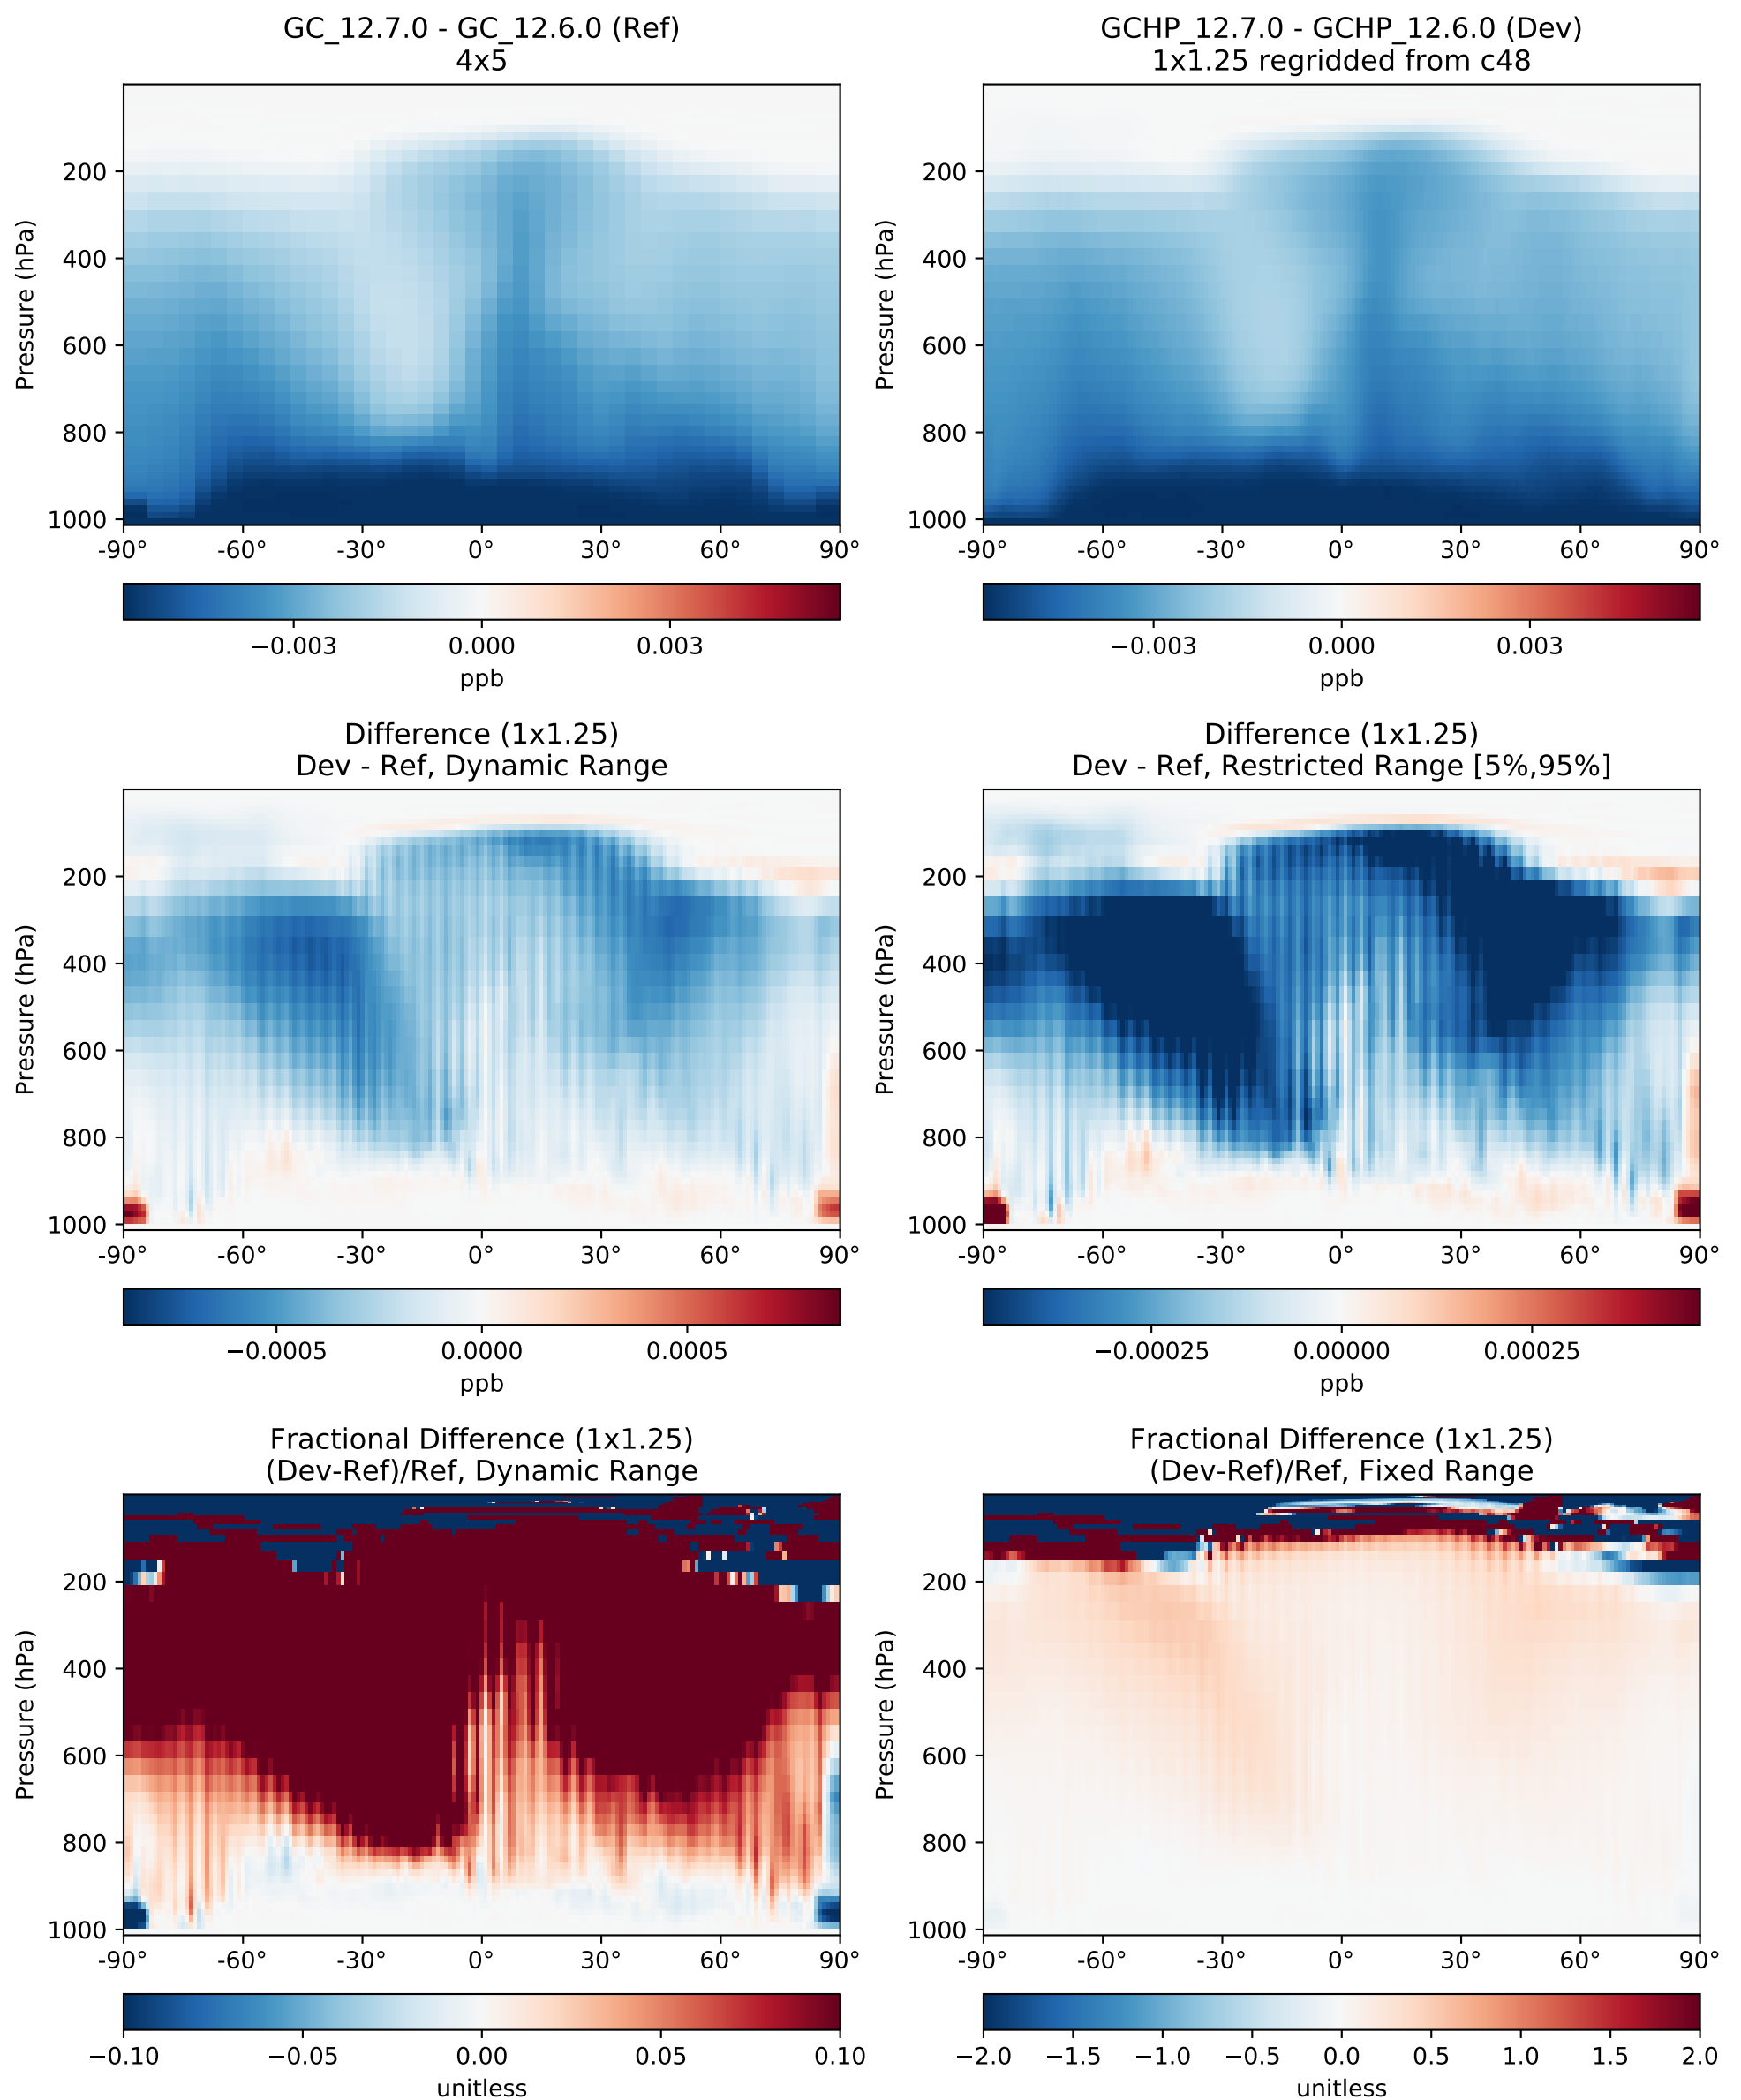 GC_12.7.0 - GC_12.6.0 (Ref)
4x5
GCHP_12.7.0 - GCHP_12.6.0 (Dev)
1x1.25 regridded from c48
Pressure (hPa)
200
400
600
800
1000
-90° -60° -30° 0° 30° 60° 90°
−0.003 0.000 0.003
ppb
Pressure (hPa)
200
400
600
800
1000
-90° -60° -30° 0° 30° 60° 90°
−0.003 0.000 0.003
ppb
Difference (1x1.25)
Dev - Ref, Dynamic Range
Pressure (hPa)
200
400
600
800
1000
-90° -60° -30° 0° 30° 60° 90°
−0.0005 0.0000 0.0005
ppb
Difference (1x1.25)
Dev - Ref, Restricted Range [5%,95%]
Pressure (hPa)
200
400
600
800
1000
-90° -60° -30° 0° 30° 60° 90°
−0.00025 0.00000 0.00025
ppb
Fractional Difference (1x1.25)
(Dev-Ref)/Ref, Dynamic Range
Pressure (hPa)
200
400
600
800
1000
-90° -60° -30° 0° 30° 60° 90°
−0.10 −0.05 0.00 0.05 0.10
unitless
Fractional Difference (1x1.25)
(Dev-Ref)/Ref, Fixed Range
Pressure (hPa)
200
400
600
800
1000
-90° -60° -30° 0° 30° 60° 90°
−2.0 −1.5 −1.0 −0.5 0.0 0.5 1.0 1.5 2.0
unitless